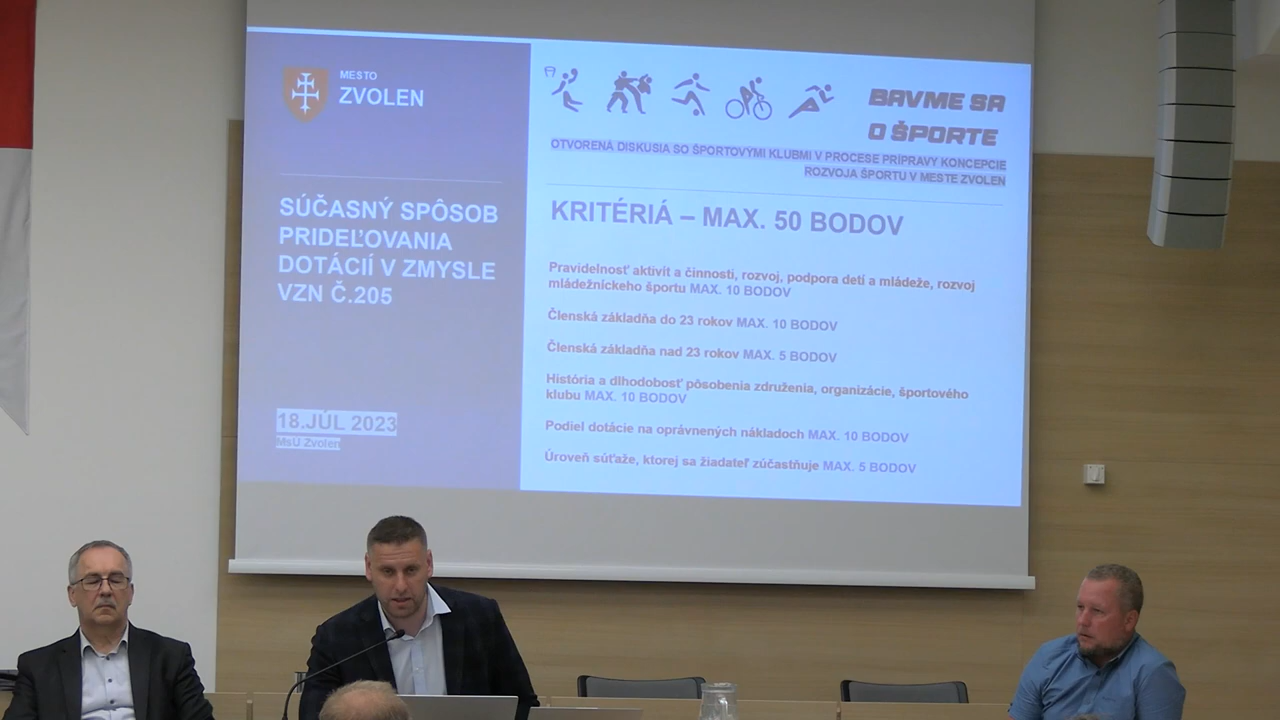 MESTO
ZVOLEN
SÚČASNÝ SPÔSOB
PRIDEĽOVANIA
DOTÁCIÍ V ZMYSLE
VZN Č.205
18.JÚL 2023
MsÚ Zvolen
BAVME SA
O ŠPORTE
OTVORENÁ DISKUSIA SO ŠPORTOVÝMI KLUBMI V PROCESE PRÍPRAVY KONCEPCIE
ROZVOJA ŠPORTU V MESTE ZVOLEN
KRITÉRIÁ – MAX. 50 BODOV
Pravidelnosť aktivít a činnosti, rozvoj, podpora detí a mládeže, rozvoj
mládežníckeho športu MAX. 10 BODOV
Členská základňa do 23 rokov MAX. 10 BODOV
Členská základňa nad 23 rokov MAX. 5 BODOV
História a dlhodobosť pôsobenia združenia, organizácie, športového
klubu MAX. 10 BODOV
Podiel dotácie na oprávnených nákladoch MAX. 10 BODOV
Úroveň súťaže, ktorej sa žiadateľ zúčastňuje MAX. 5 BODOV